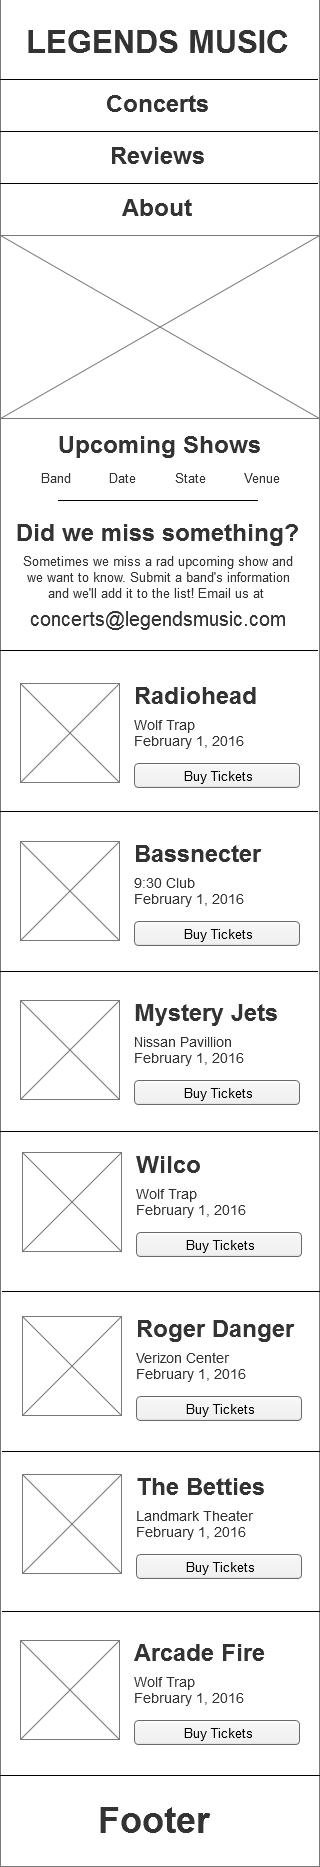 LEGENDS MUSIC
Concerts
Reviews
About
Upcoming Shows
Band Date State Venue
Did we miss something?
Sometimes we miss a rad upcoming show and
we want to know. Submit a band's information
and we'll add it to the list! Email us at
concerts@legendsmusic.com
Radiohead
Wolf Trap
February 1, 2016
Buy Tickets
Bassnecter
9:30 Club
February 1, 2016
Buy Tickets
Mystery Jets
Nissan Pavillion
February 1, 2016
Buy Tickets
Wilco
Wolf Trap
February 1, 2016
Buy Tickets
Roger Danger
Verizon Center
February 1, 2016
Buy Tickets
The Betties
Landmark Theater
February 1, 2016
Buy Tickets
Arcade Fire
Wolf Trap
February 1, 2016
Buy Tickets
Footer